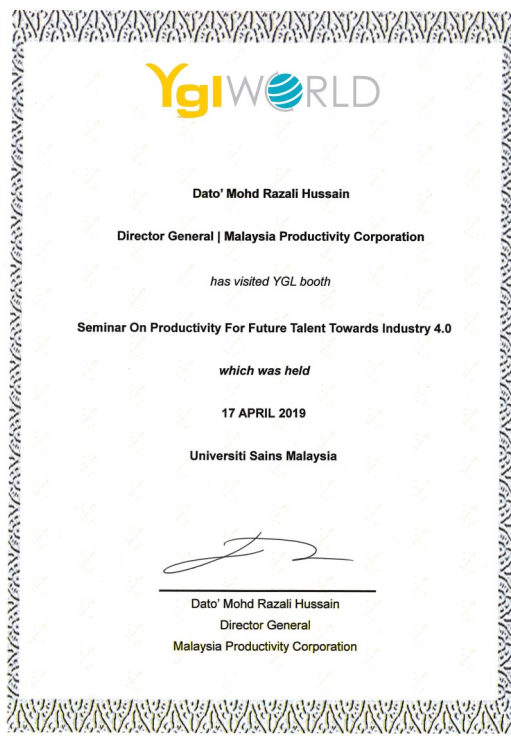 YglWORLD
Dato' Mohd Razali Hussain
Director General | Malaysia Productivity Corporation
has visited YGL booth
Seminar On Productivity For Future Talent Towards Industry 4.0
which was held
17 APRIL 2019
Universiti Sains Malaysia
Dato' Mohd Razali Hussain
Director General
Malaysia Productivity Corporation